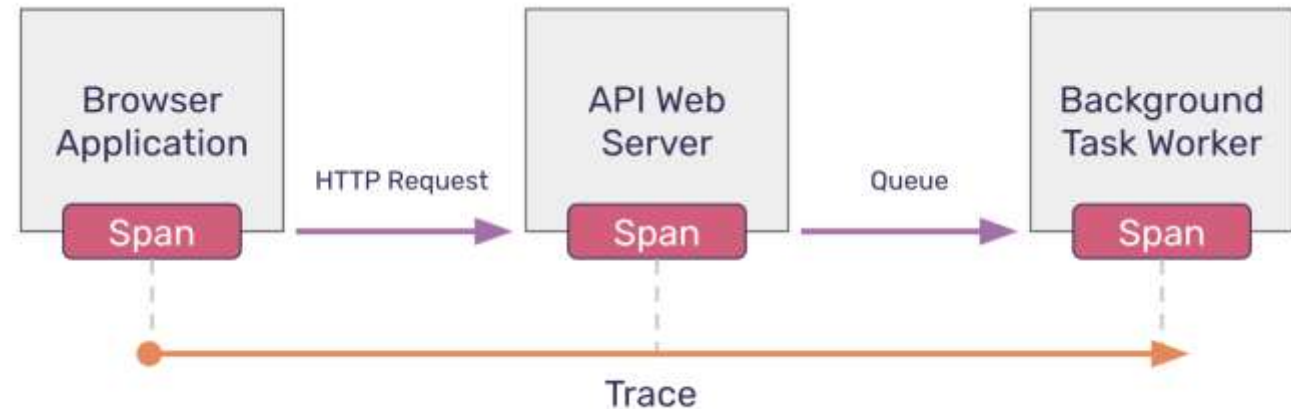 Browser
Application
API Web
Server
Background
Task Worker
HTTP Request
Queue
Span
Span
Span
Trace